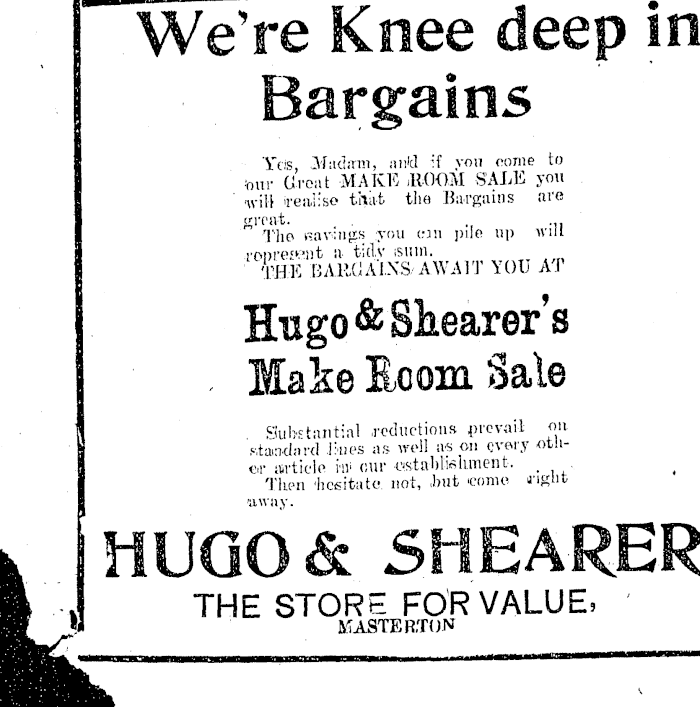 We're Knee deep in
Bargains
Yes, Madam, and if you come to
our Great MAKE ROOM SALE you
will realise that the Bargains are
great.
The savings you can pile up will
represent a tidy sum.
THE BARGAINS AWAIT YOU AT
Hugo & Shearer's
Make Room Sale
Substantial reductions prevail on
standard lines as well as on every oth-
er article in our establishment.
Then hesitate not, but come right
away.
HUGO & SHEARER
THE STORE FOR VALUE,
MASTERTON